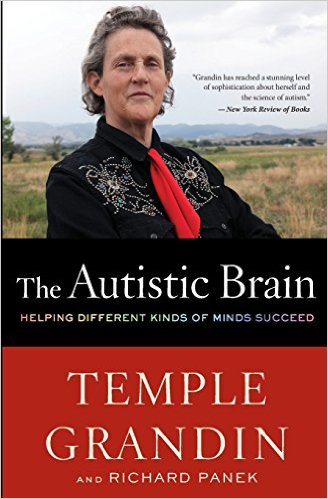 "Grandin has reached a stunning level
of sophistication about herself and
the science of autism."
— New York Review of Books
The Autistic Brain
HELPING DIFFERENT KINDS OF MINDS SUCCEED
TEMPLE
GRANDIN
AND RICHARD PANEK